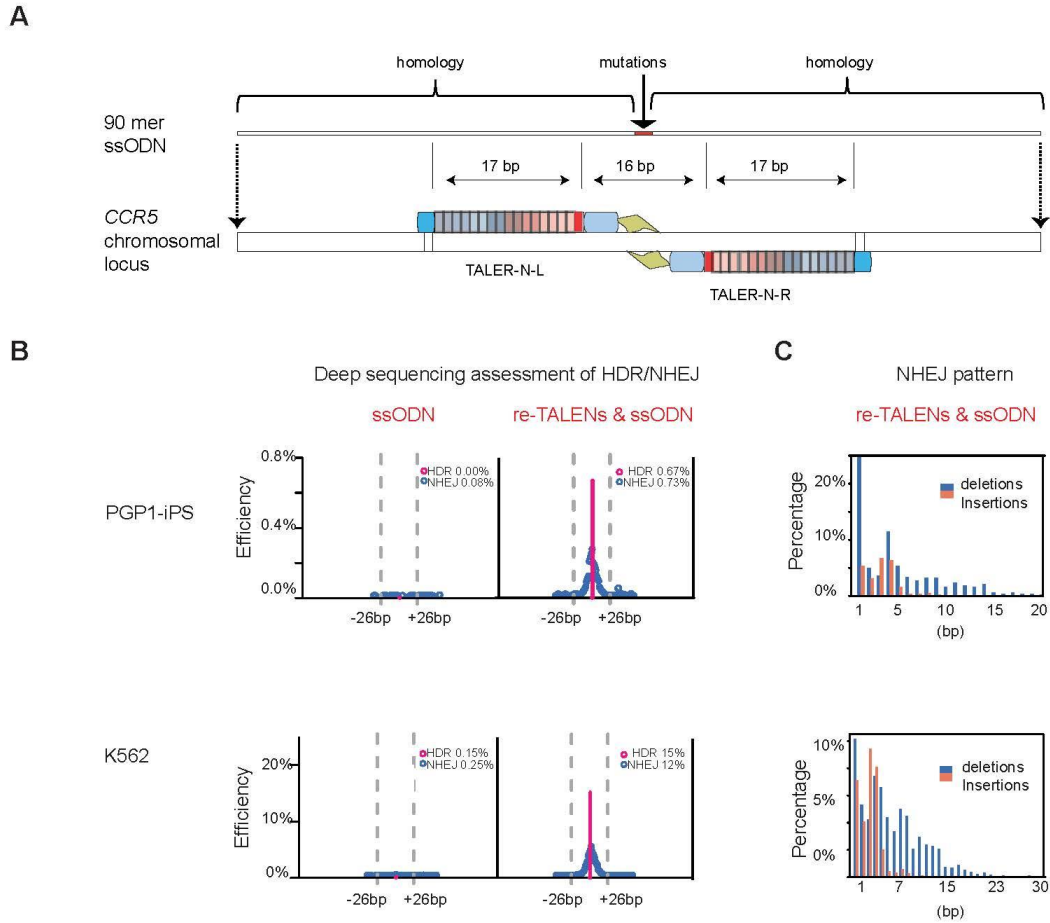 A
homology
mutations
homology
90 mer
ssODN
17 bp
16 bp
17 bp
CCR5
chromosomal
locus
TALER-N-L
TALER-N-R
B
C
Deep sequencing assessment of HDR/NHEJ
NHEJ pattern
ssODN
re-TALENs & ssODN
re-TALENs & ssODN
PGP1-iPS
Efficiency
0.8%
0.4%
0.0%
HDR 0.00%
NHEJ 0.08%
HDR 0.67%
NHEJ 0.73%
-26bp
+26bp
-26bp
+26bp
Percentage
20%
10%
0%
deletions
Insertions
1
5
10
15
20
(bp)
K562
Efficiency
20%
10%
0%
HDR 0.15%
NHEJ 0.25%
HDR 15%
NHEJ 12%
-26bp
+26bp
-26bp
+26bp
Percentage
10%
5%
0%
deletions
Insertions
1
7
15
23
30
(bp)